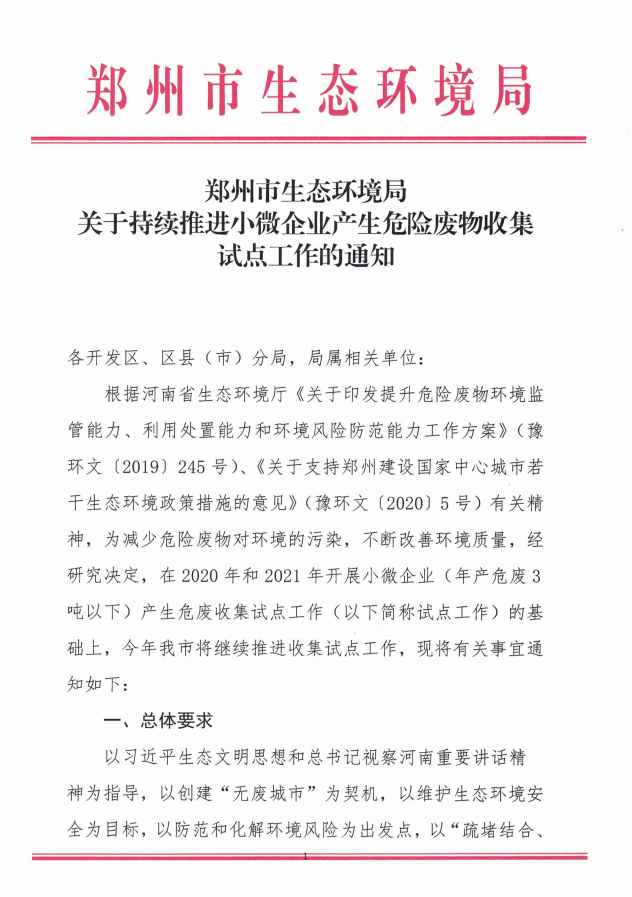 郑州市生态环境局
郑州市生态环境局
关于持续推进小微企业产生危险废物收集
试点工作的通知
各开发区、区县（市）分局，局属相关单位：
根据河南省生态环境厅《关于印发提升危险废物环境监
管能力、利用处置能力和环境风险防范能力工作方案》（豫
环文〔2019〕245 号）、《关于支持郑州建设国家中心城市若
干生态环境政策措施的意见》（豫环文〔2020〕5 号）有关精
神，为减少危险废物对环境的污染，不断改善环境质量，经
研究决定，在 2020 年和 2021 年开展小微企业（年产危废 3
吨以下）产生危废收集试点工作（以下简称试点工作）的基
础上，今年我市将继续推进收集试点工作，现将有关事宜通
知如下：
一、总体要求
以习近平生态文明思想和总书记视察河南重要讲话精
神为指导，以创建“无废城市”为契机，以维护生态环境安
全为目标，以防范和化解环境风险为出发点，以“疏堵结合、
1